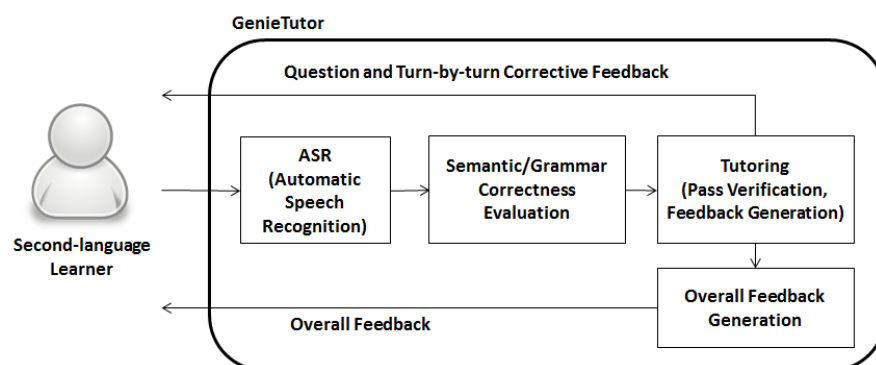 GenieTutor
Question and Turn-by-turn Corrective Feedback
ASR
(Automatic
Speech
Recognition)
Semantic/Grammar
Correctness
Evaluation
Tutoring
(Pass Verification,
Feedback Generation)
Second-language
Learner
Overall Feedback
Generation
Overall Feedback